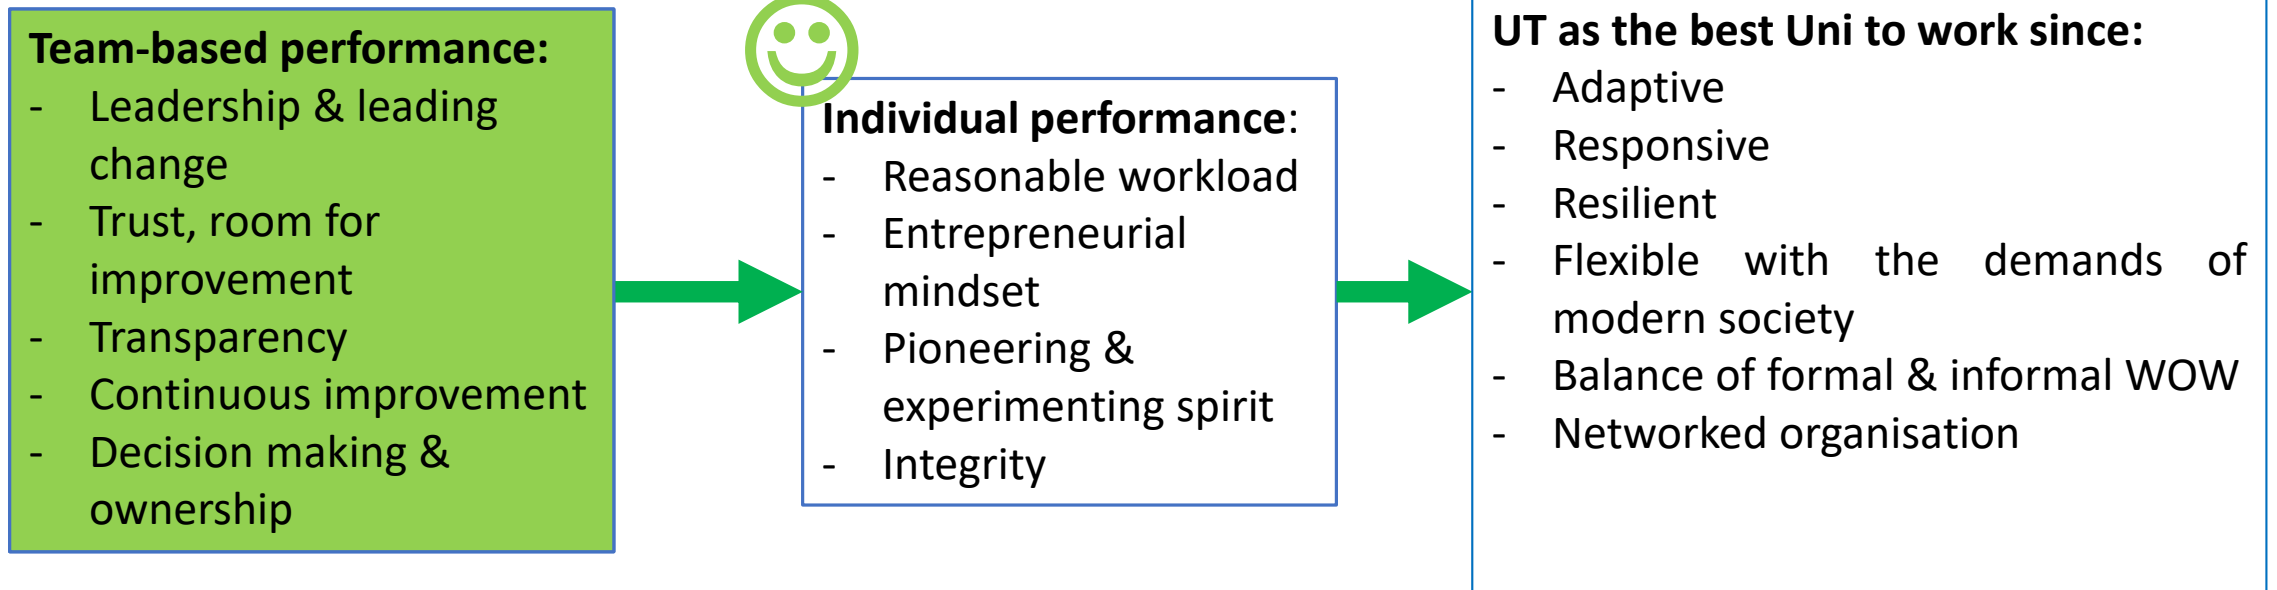 Team-based performance:
- Leadership & leading
change
- Trust, room for
improvement
- Transparency
- Continuous improvement
- Decision making &
ownership
Individual performance:
- Reasonable workload
- Entrepreneurial
mindset
- Pioneering &
experimenting spirit
- Integrity
UT as the best Uni to work since:
- Adaptive
- Responsive
- Resilient
- Flexible with the demands of
modern society
- Balance of formal & informal WOW
- Networked organisation